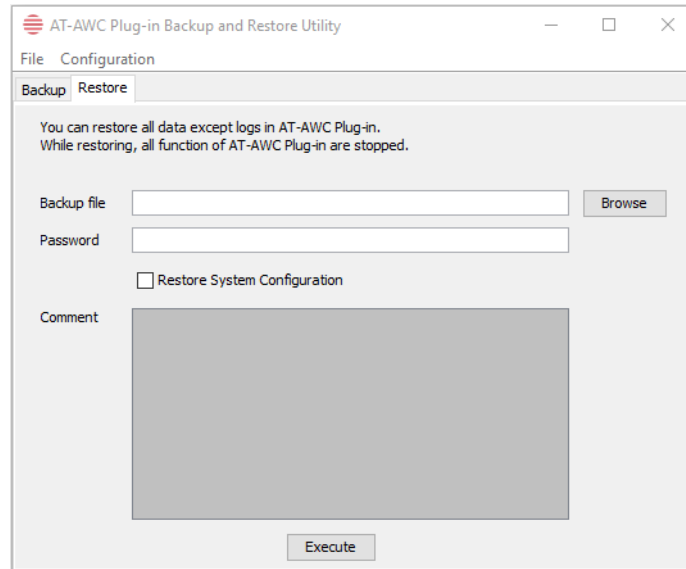 AT-AWC Plug-in Backup and Restore Utility
File Configuration
Backup Restore
You can restore all data except logs in AT-AWC Plug-in.
While restoring, all function of AT-AWC Plug-in are stopped.
Backup file Browse
Password
Restore System Configuration
Comment
Execute